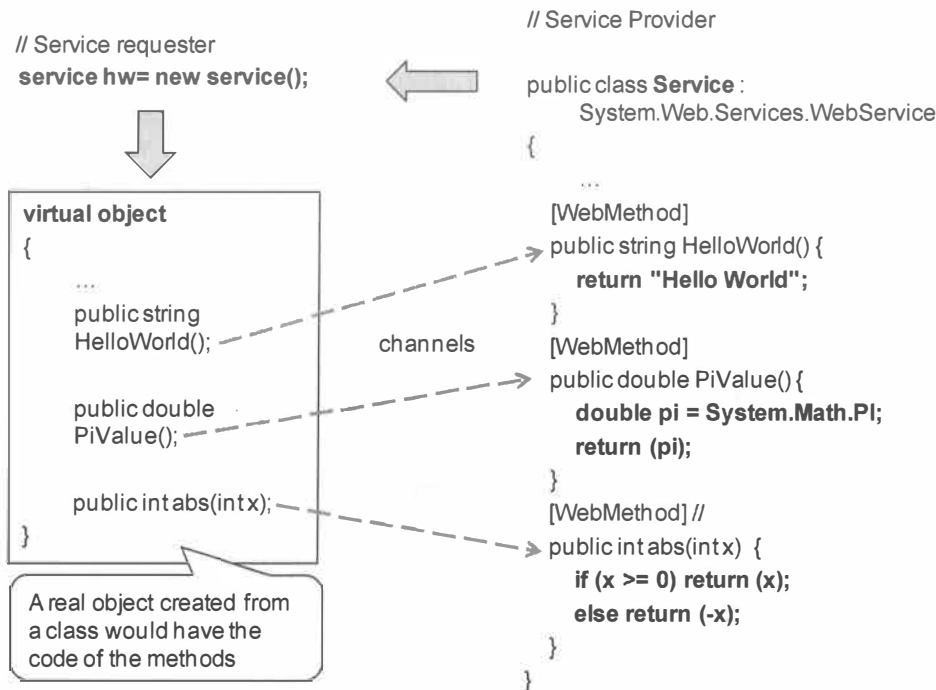 // Service requester
service hw= new service();
virtual object
{
...
public string
HelloWorld();
public double
PiValue();
public int abs(int x);
}
A real object created from
a class would have the
code of the methods
channels
// Service Provider
public class Service :
System.Web.Services.WebService
{
...
[WebMethod]
public string HelloWorld() {
return "Hello World";
}
[WebMethod]
public double PiValue() {
double pi = System.Math.PI;
return (pi);
}
[WebMethod] //
public int abs(int x) {
if (x >= 0) return (x);
else return (-x);
}
}